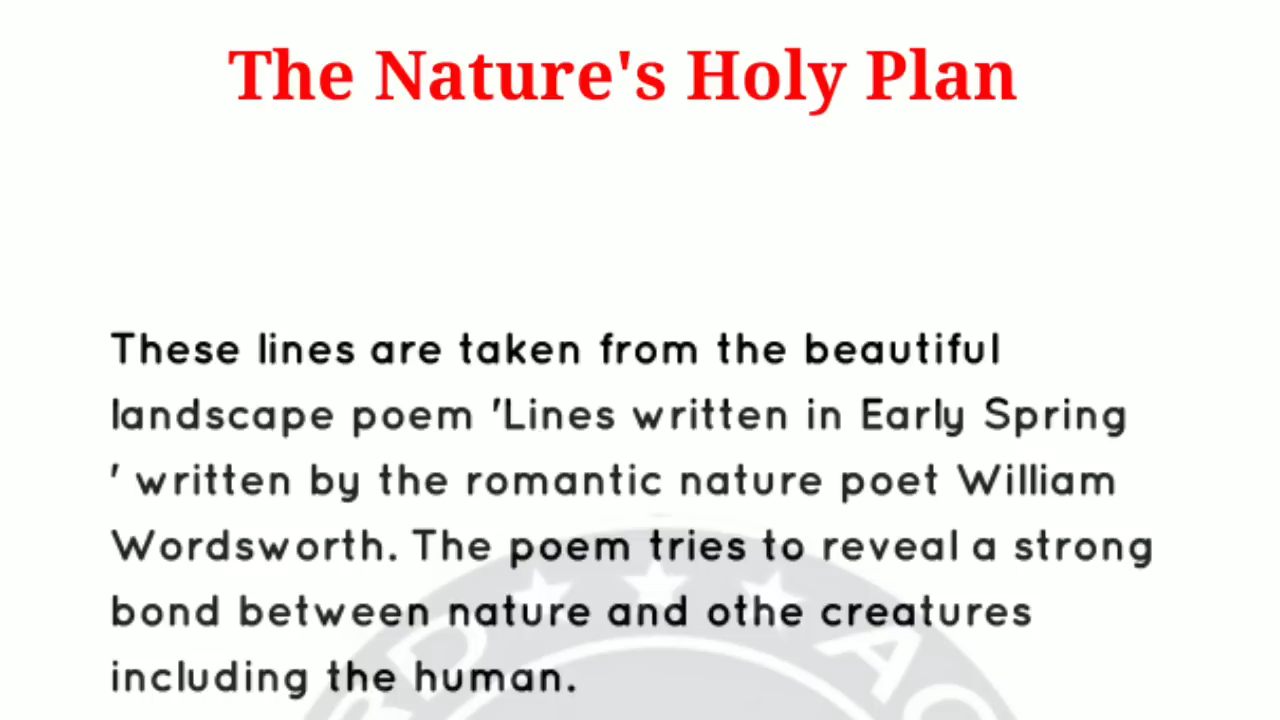 The Nature's Holy Plan
These lines are taken from the beautiful
landscape poem 'Lines written in Early Spring
' written by the romantic nature poet William
Wordsworth. The poem tries to reveal a strong
bond between nature and othe creatures
including the human.